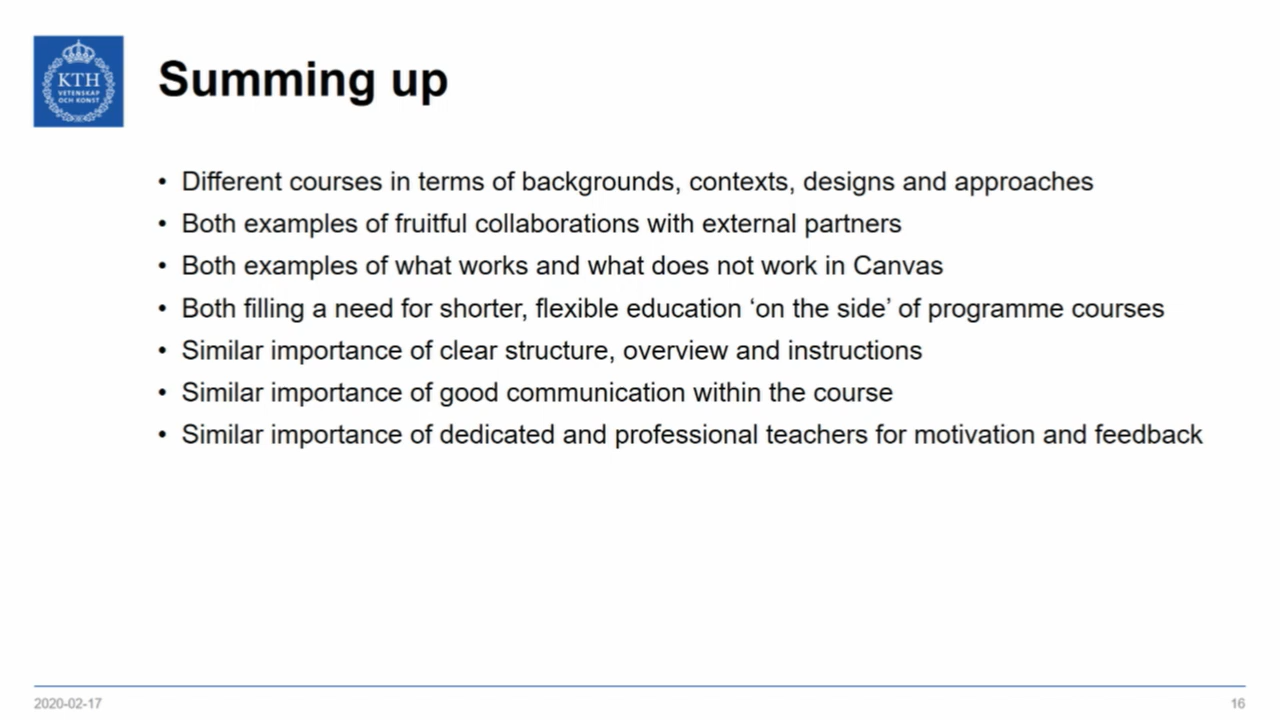 KTH
VETENSKAP
OCH KONST
Summing up
• Different courses in terms of backgrounds, contexts, designs and approaches
• Both examples of fruitful collaborations with external partners
• Both examples of what works and what does not work in Canvas
• Both filling a need for shorter, flexible education ‘on the side’ of programme courses
• Similar importance of clear structure, overview and instructions
• Similar importance of good communication within the course
• Similar importance of dedicated and professional teachers for motivation and feedback
2020-02-17
16